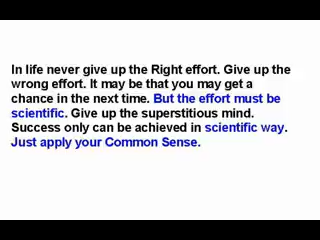 In life never give up the Right effort. Give up the
wrong effort. It may be that you may get a
chance in the next time. But the effort must be
scientific. Give up the superstitious mind.
Success only can be achieved in scientific way.
Just apply your Common Sense.